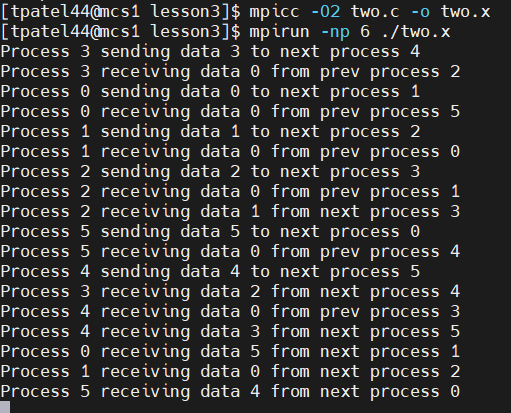 [tpatel44@mcs1 lesson3]$ mpicc -O2 two.c -o two.x
[tpatel44@mcs1 lesson3]$ mpirun -np 6 ./two.x
Process 3 sending data 3 to next process 4
Process 3 receiving data 0 from prev process 2
Process 0 sending data 0 to next process 1
Process 0 receiving data 0 from prev process 5
Process 1 sending data 1 to next process 2
Process 1 receiving data 0 from prev process 0
Process 2 sending data 2 to next process 3
Process 2 receiving data 0 from prev process 1
Process 2 receiving data 1 from next process 3
Process 5 sending data 5 to next process 0
Process 5 receiving data 0 from prev process 4
Process 4 sending data 4 to next process 5
Process 3 receiving data 2 from next process 4
Process 4 receiving data 0 from prev process 3
Process 4 receiving data 3 from next process 5
Process 0 receiving data 5 from next process 1
Process 1 receiving data 0 from next process 2
Process 5 receiving data 4 from next process 0